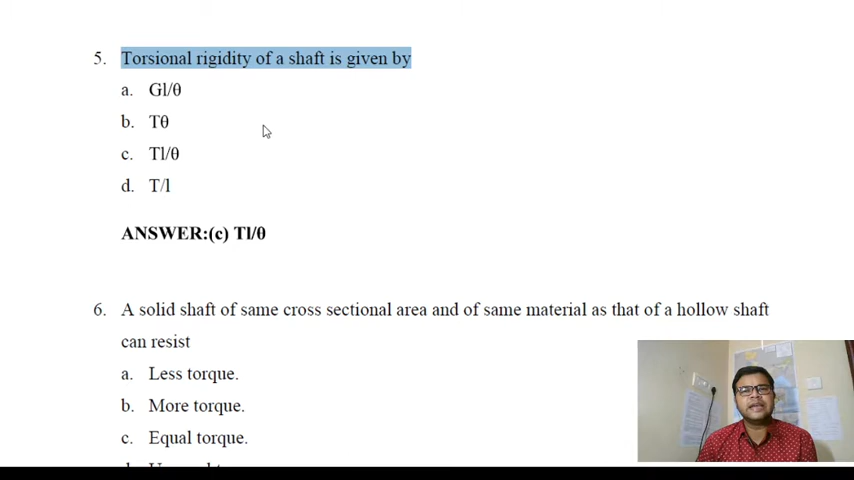 5. Torsional rigidity of a shaft is given by
a. Gl/θ
b. Tθ
c. Tl/θ
d. T/l
ANSWER:(c) Tl/θ
6. A solid shaft of same cross sectional area and of same material as that of a hollow shaft
can resist
a. Less torque.
b. More torque.
c. Equal torque.